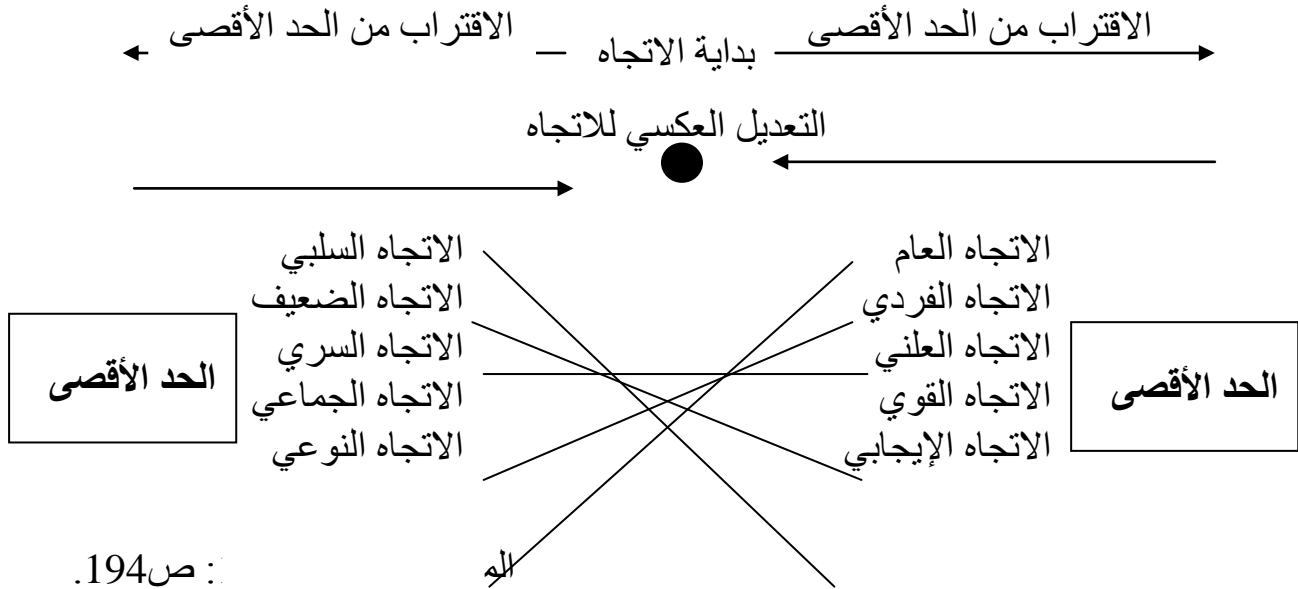 الاقتراب من الحد الأقصى
بداية الاتجاه
الاقتراب من الحد الأقصى
التعديل العكسي للاتجاه
الاتجاه العام
الاتجاه الفردي
الاتجاه العلني
الاتجاه القوي
الاتجاه الإيجابي
الحد الأقصى
الاتجاه السلبي
الاتجاه الضعيف
الاتجاه السري
الاتجاه الجماعي
الاتجاه النوعي
الحد الأقصى
: ص194.